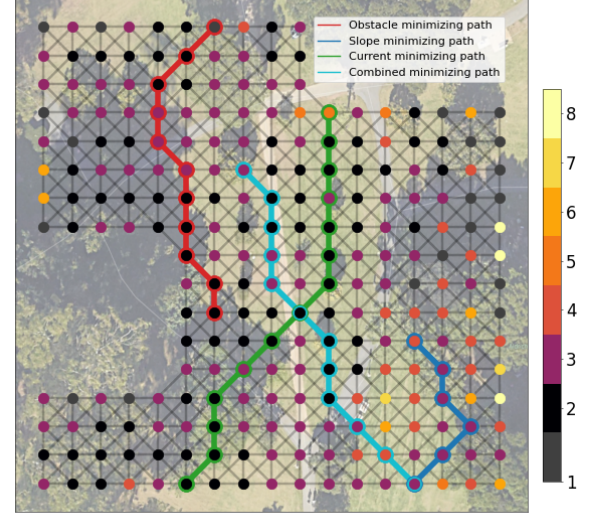 Obstacle minimizing path
Slope minimizing path
Current minimizing path
Combined minimizing path
8
7
6
5
4
3
2
1